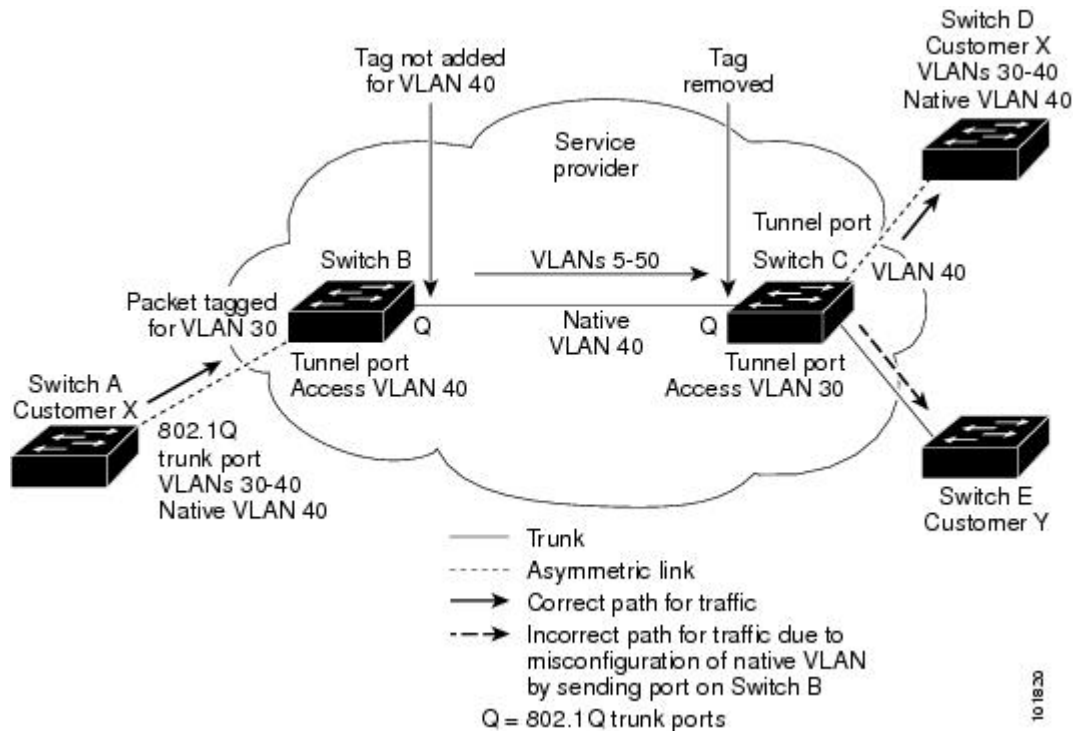 Switch D
Customer X
VLANs 30-40
Native VLAN 40
Tag not added
for VLAN 40
Tag
removed
Service
provider
Tunnel port
Switch B
VLANs 5-50
Switch C
VLAN 40
Packet tagged
for VLAN 30
Q
Native
VLAN 40
Q
Tunnel port
Access VLAN 40
Tunnel port
Access VLAN 30
Switch A
Customer X
802.1Q
trunk port
VLANs 30-40
Native VLAN 40
Switch E
Customer Y
Trunk
Asymmetric link
Correct path for traffic
Incorrect path for traffic due to
misconfiguration of native VLAN
by sending port on Switch B
Q = 802.1Q trunk ports
101820